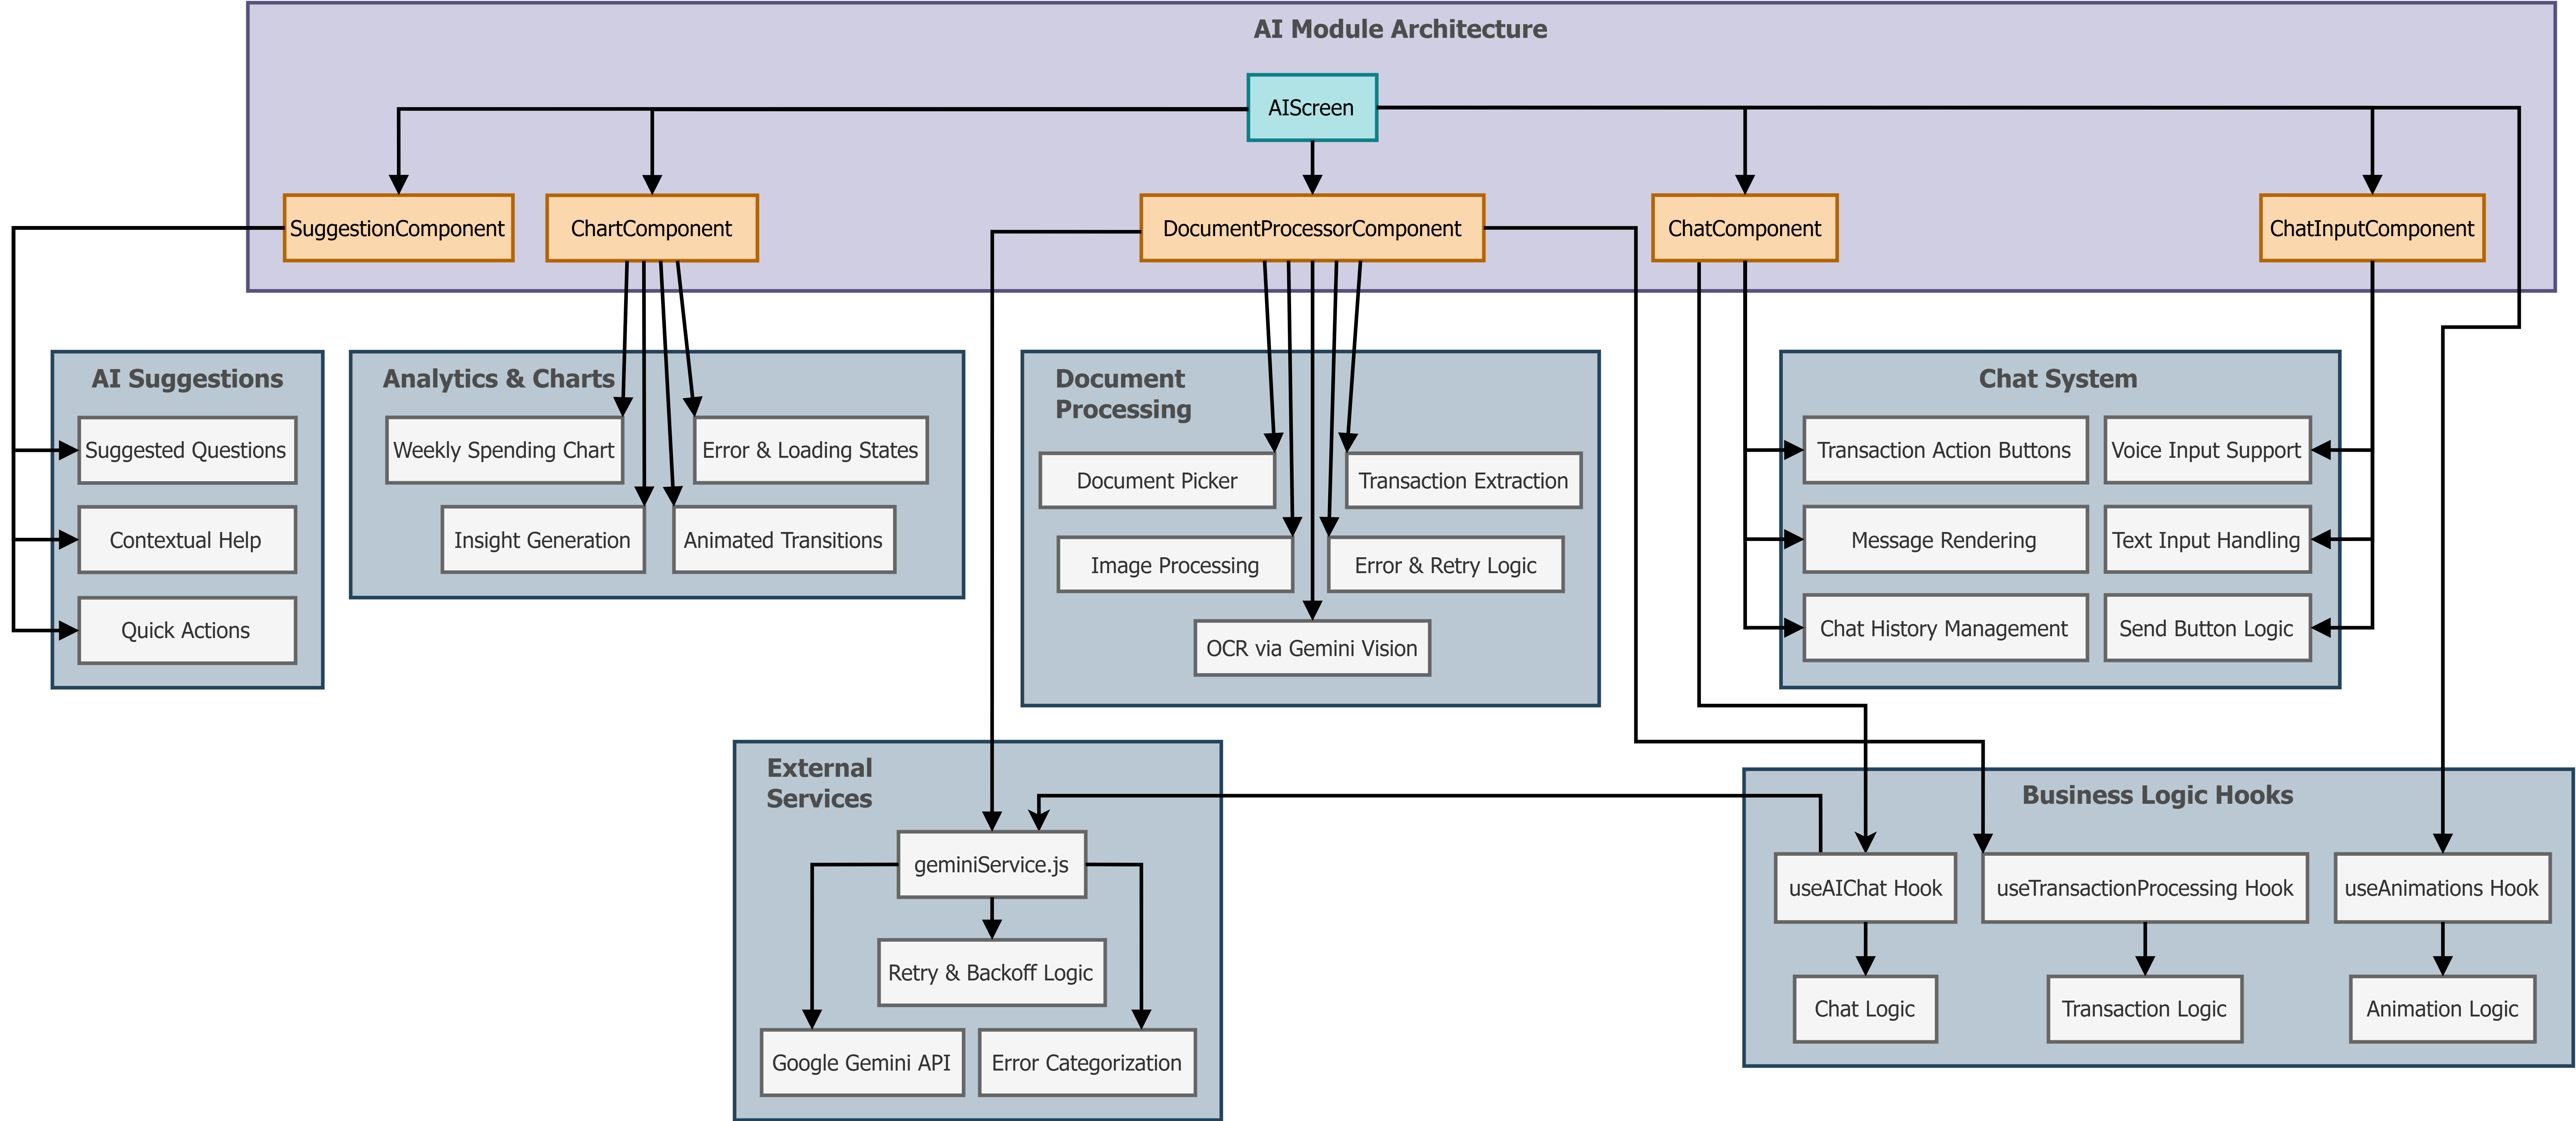 AI Module Architecture
AIScreen
SuggestionComponent
ChartComponent
DocumentProcessorComponent
ChatComponent
ChatInputComponent
AI Suggestions
Suggested Questions
Contextual Help
Quick Actions
Analytics & Charts
Weekly Spending Chart
Error & Loading States
Insight Generation
Animated Transitions
Document
Processing
Document Picker
Transaction Extraction
Image Processing
Error & Retry Logic
OCR via Gemini Vision
Chat System
Transaction Action Buttons
Voice Input Support
Message Rendering
Text Input Handling
Chat History Management
Send Button Logic
External
Services
geminiService.js
Retry & Backoff Logic
Google Gemini API
Error Categorization
Business Logic Hooks
useAIChat Hook
useTransactionProcessing Hook
useAnimations Hook
Chat Logic
Transaction Logic
Animation Logic